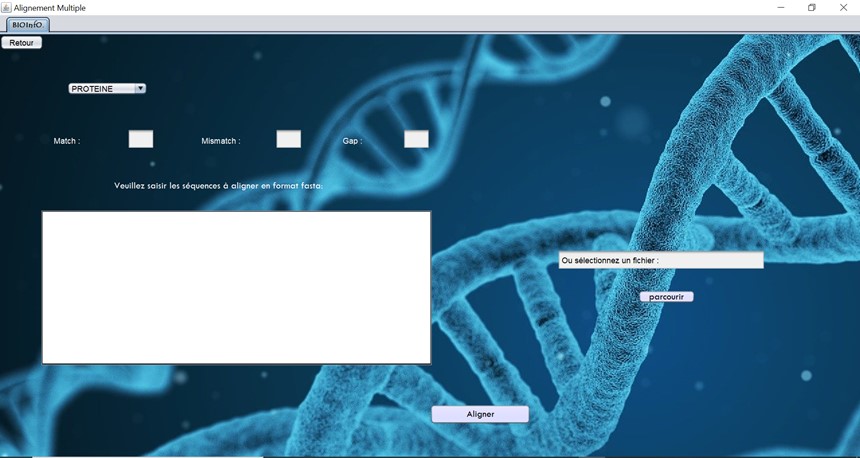 Alignement Multiple
BIOInfO
Retour
PROTEINE
Match :
Mismatch :
Gap :
Veuillez saisir les séquences à aligner en format fasta:
Ou sélectionnez un fichier :
parcourir
Aligner